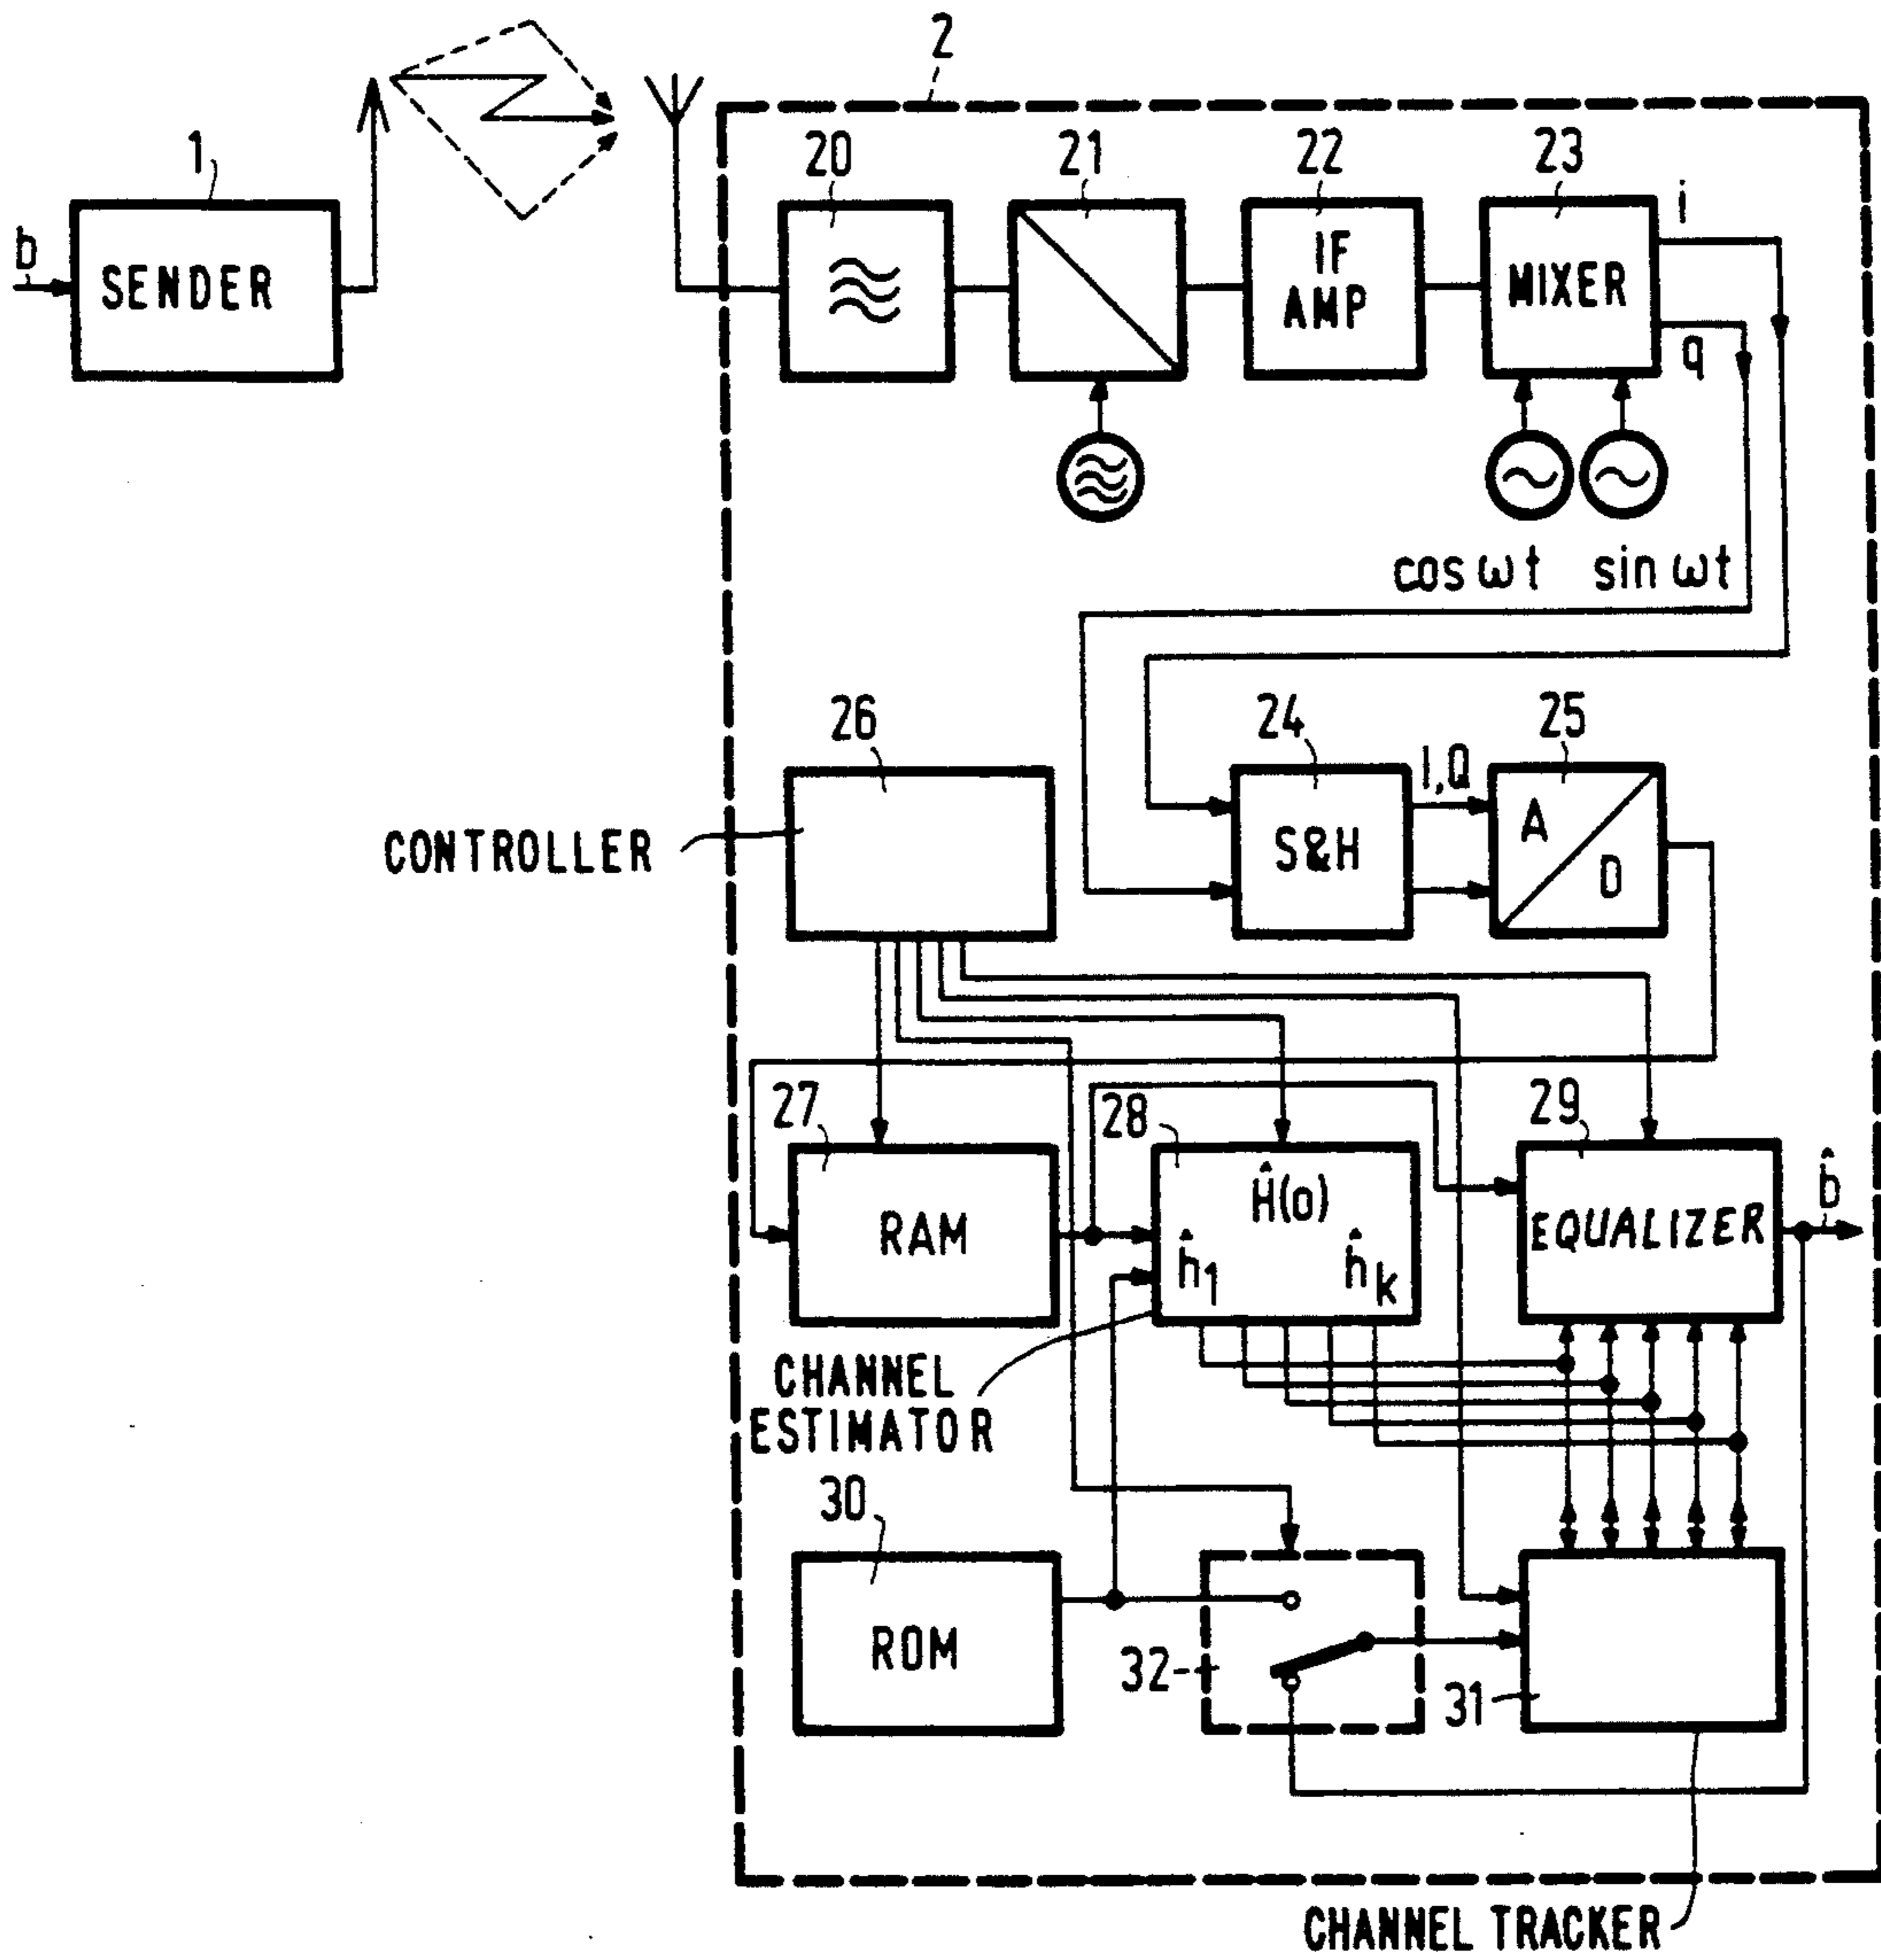 2
1
b
SENDER
20
21
22
IF
AMP
23
MIXER
i
q
cos ωt
sin ωt
26
CONTROLLER
24
S&H
I,Q
25
A
D
27
RAM
28
Ĥ(o)
ĥ1
ĥk
29
EQUALIZER
b̂
CHANNEL
ESTIMATOR
30
ROM
32
31
CHANNEL TRACKER